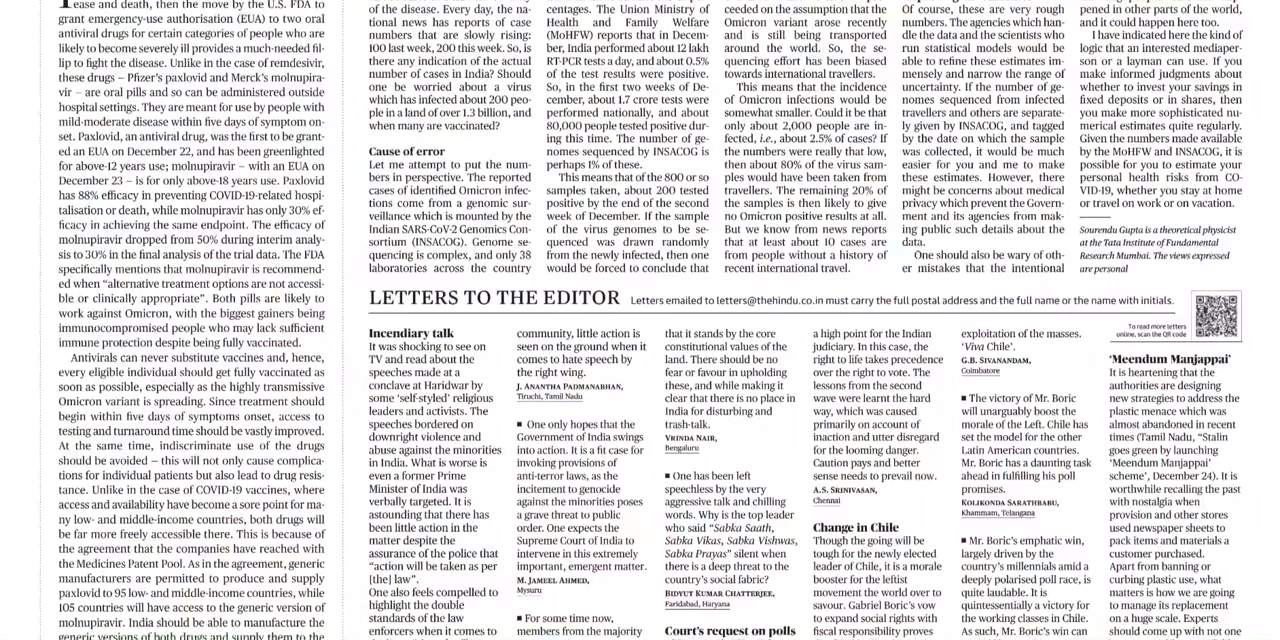 ease and death, then the move by the U.S. FDA to
grant emergency-use authorisation (EUA) to two oral
antiviral drugs for certain categories of people who are
likely to become severely ill provides a much-needed fil-
lip to fight the disease. Unlike in the case of remdesivir,
these drugs – Pfizer's paxlovid and Merck's molnupira-
vir – are oral pills and so can be administered outside
hospital settings. They are meant for use by people with
mild-moderate disease within five days of symptom on-
set. Paxlovid, an antiviral drug, was the first to be grant-
ed an EUA on December 22, and has been greenlighted
for above-12 years use; molnupiravir – with an EUA on
December 23 – is for only above-18 years use. Paxlovid
has 88% efficacy in preventing COVID-19-related hospi-
talisation or death, while molnupiravir has only 30% ef-
ficacy in achieving the same endpoint. The efficacy of
molnupiravir dropped from 50% during interim analy-
sis to 30% in the final analysis of the trial data. The FDA
specifically mentions that molnupiravir is recommend-
ed when "alternative treatment options are not accessi-
ble or clinically appropriate". Both pills are likely to
work against Omicron, with the biggest gainers being
immunocompromised people who may lack sufficient
immune protection despite being fully vaccinated.
Antivirals can never substitute vaccines and, hence,
every eligible individual should get fully vaccinated as
soon as possible, especially as the highly transmissive
Omicron variant is spreading. Since treatment should
begin within five days of symptoms onset, access to
testing and turnaround time should be vastly improved.
At the same time, indiscriminate use of the drugs
should be avoided – this will not only cause complica-
tions for individual patients but also lead to drug resis-
tance. Unlike in the case of COVID-19 vaccines, where
access and availability have become a sore point for ma-
ny low- and middle-income countries, both drugs will
be far more freely accessible there. This is because of
the agreement that the companies have reached with
the Medicines Patent Pool. As in the agreement, generic
manufacturers are permitted to produce and supply
paxlovid to 95 low- and middle-income countries, while
105 countries will have access to the generic version of
molnupiravir. India should be able to manufacture the
generic versions of both drugs and supply them to the
of the disease. Every day, the na-
tional news has reports of case
numbers that are slowly rising:
100 last week, 200 this week. So, is
there any indication of the actual
number of cases in India? Should
one be worried about a virus
which has infected about 200 peo-
ple in a land of over 1.3 billion, and
when many are vaccinated?
Cause of error
Let me attempt to put the num-
bers in perspective. The reported
cases of identified Omicron infec-
tions come from a genomic sur-
veillance which is mounted by the
Indian SARS-CoV-2 Genomics Con-
sortium (INSACOG). Genome se-
quencing is complex, and only 38
laboratories across the country
centages. The Union Ministry of
Health and Family Welfare
(MoHFW) reports that in Decem-
ber, India performed about 12 lakh
RT-PCR tests a day, and about 0.5%
of the test results were positive.
So, in the first two weeks of De-
cember, about 1.7 crore tests were
performed nationally, and about
80,000 people tested positive dur-
ing this time. The number of ge-
nomes sequenced by INSACOG is
perhaps 1% of these.
This means that of the 800 or so
samples taken, about 200 tested
positive by the end of the second
week of December. If the sample
of the virus genomes to be se-
quenced was drawn randomly
from the newly infected, then one
would be forced to conclude that
ceeded on the assumption that the
Omicron variant arose recently
and is still being transported
around the world. So, the se-
quencing effort has been biased
towards international travellers.
This means that the incidence
of Omicron infections would be
somewhat smaller. Could it be that
only about 2,000 people are in-
fected, i.e., about 2.5% of cases? If
the numbers were really that low,
then about 80% of the virus sam-
ples would have been taken from
travellers. The remaining 20% of
the samples is then likely to give
no Omicron positive results at all.
But we know from news reports
that at least about 10 cases are
from people without a history of
recent international travel.
Of course, these are very rough
numbers. The agencies which han-
dle the data and the scientists who
run statistical models would be
able to refine these estimates im-
mensely and narrow the range of
uncertainty. If the number of ge-
nomes sequenced from infected
travellers and others are separate-
ly given by INSACOG, and tagged
by the date on which the sample
was collected, it would be much
easier for you and me to make
these estimates. However, there
might be concerns about medical
privacy which prevent the Govern-
ment and its agencies from mak-
ing public such details about the
data.
One should also be wary of oth-
er mistakes that the intentional
pened in other parts of the world,
and it could happen here too.
I have indicated here the kind of
logic that an interested mediaper-
son or a layman can use. If you
make informed judgments about
whether to invest your savings in
fixed deposits or in shares, then
you make more sophisticated nu-
merical estimates quite regularly.
Given the numbers made available
by the MoHFW and INSACOG, it is
possible for you to estimate your
personal health risks from CO-
VID-19, whether you stay at home
or travel on work or on vacation.
Sourendu Gupta is a theoretical physicist
at the Tata Institute of Fundamental
Research Mumbai. The views expressed
are personal
LETTERS TO THE EDITOR Letters emailed to letters@thehindu.co.in must carry the full postal address and the full name or the name with initials.
To read more letters
online, scan the QR code
Incendiary talk
It was shocking to see on
TV and read about the
speeches made at a
conclave at Haridwar by
some 'self-styled' religious
leaders and activists. The
speeches bordered on
downright violence and
abuse against the minorities
in India. What is worse is
even a former Prime
Minister of India was
verbally targeted. It is
astounding that there has
been little action in the
matter despite the
assurance of the police that
"action will be taken as per
[the] law".
One also feels compelled to
highlight the double
standards of the law
enforcers when it comes to
community, little action is
seen on the ground when it
comes to hate speech by
the right wing.
J. ANANTHA PADMANABHAN,
Tiruchi, Tamil Nadu
■ One only hopes that the
Government of India swings
into action. It is a fit case for
invoking provisions of
anti-terror laws, as the
incitement to genocide
against the minorities poses
a grave threat to public
order. One expects the
Supreme Court of India to
intervene in this extremely
important, emergent matter.
M. JAMEEL AHMED,
Mysuru
■ For some time now,
members from the majority
that it stands by the core
constitutional values of the
land. There should be no
fear or favour in upholding
these, and while making it
clear that there is no place in
India for disturbing and
trash-talk.
VRINDA NAIR,
Bengaluru
■ One has been left
speechless by the very
aggressive talk and chilling
words. Why is the top leader
who said "Sabka Saath,
Sabka Vikas, Sabka Vishwas,
Sabka Prayas" silent when
there is a deep threat to the
country's social fabric?
BIDYUT KUMAR CHATTERJEE,
Faridabad, Haryana
Court's request on polls
a high point for the Indian
judiciary. In this case, the
right to life takes precedence
over the right to vote. The
lessons from the second
wave were learnt the hard
way, which was caused
primarily on account of
inaction and utter disregard
for the looming danger.
Caution pays and better
sense needs to prevail now.
A.S. SRINIVASAN,
Chennai
Change in Chile
Though the going will be
tough for the newly elected
leader of Chile, it is a morale
booster for the leftist
movement the world over to
savour. Gabriel Boric's vow
to expand social rights with
fiscal responsibility proves
exploitation of the masses.
'Viva Chile'.
G.B. SIVANANDAM,
Coimbatore
■ The victory of Mr. Boric
will unarguably boost the
morale of the Left. Chile has
set the model for the other
Latin American countries.
Mr. Boric has a daunting task
ahead in fulfilling his poll
promises.
KOLIKONDA SARATHBABU,
Khammam, Telangana
■ Mr. Boric's emphatic win,
largely driven by the
country's millennials amid a
deeply polarised poll race, is
quite laudable. It is
quintessentially a victory for
the working classes in Chile.
As such, Mr. Boric's win can
'Meendum Manjappai'
It is heartening that the
authorities are designing
new strategies to address the
plastic menace which was
almost abandoned in recent
times (Tamil Nadu, "Stalin
goes green by launching
'Meendum Manjappai'
scheme', December 24). It is
worthwhile recalling the past
with nostalgia when
provision and other stores
used newspaper sheets to
pack items and materials a
customer purchased.
Apart from banning or
curbing plastic use, what
matters is how we are going
to manage its replacement
on a huge scale. Experts
should come up with not one